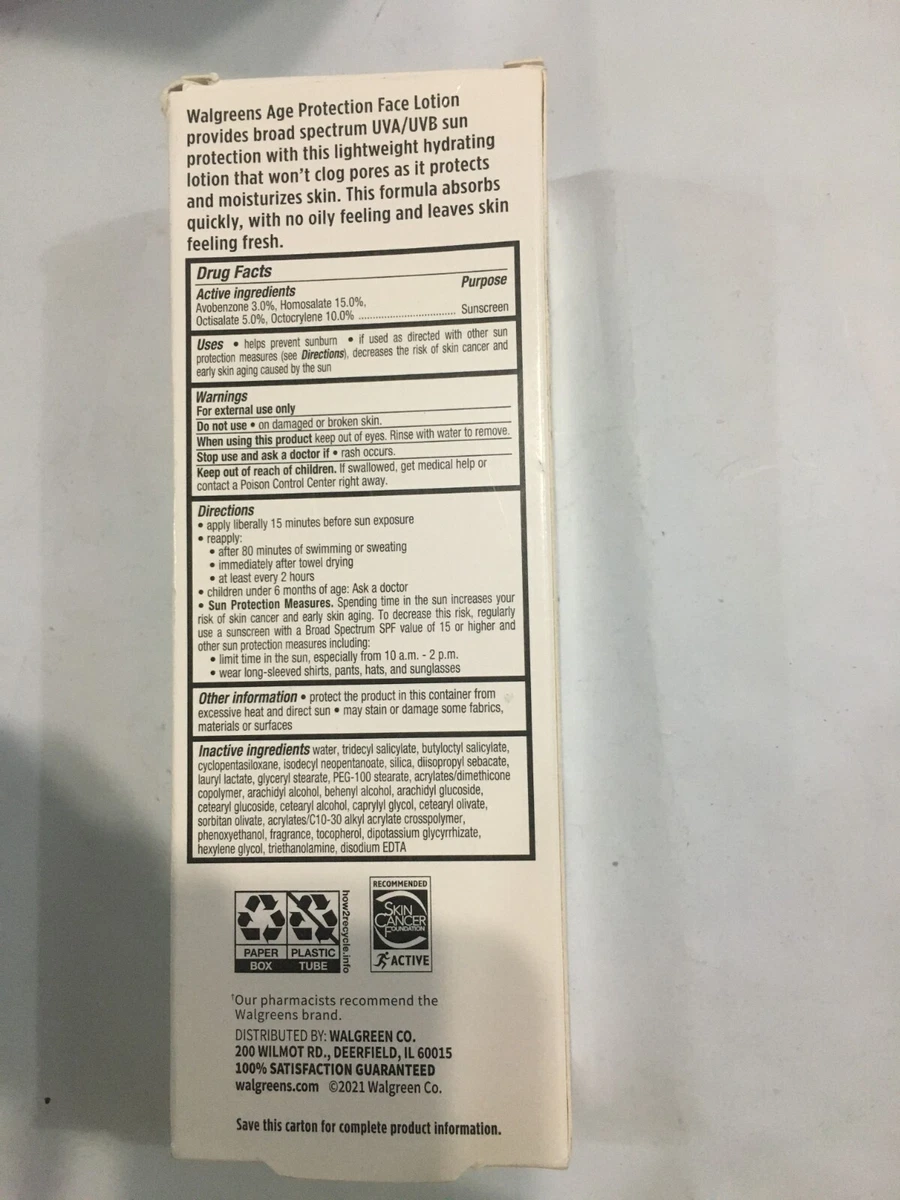 Walgreens Age Protection Face Lotion
provides broad spectrum UVA/UVB sun
protection with this lightweight hydrating
lotion that won't clog pores as it protects
and moisturizes skin. This formula absorbs
quickly, with no oily feeling and leaves skin
feeling fresh.
Drug Facts
Active ingredients Purpose
Avobenzone 3.0%, Homosalate 15.0%,
Octisalate 5.0%, Octocrylene 10.0% ................................ Sunscreen
Uses • helps prevent sunburn • if used as directed with other sun
protection measures (see Directions), decreases the risk of skin cancer and
early skin aging caused by the sun
Warnings
For external use only
Do not use • on damaged or broken skin.
When using this product keep out of eyes. Rinse with water to remove.
Stop use and ask a doctor if • rash occurs.
Keep out of reach of children. If swallowed, get medical help or
contact a Poison Control Center right away.
Directions
• apply liberally 15 minutes before sun exposure
• reapply:
• after 80 minutes of swimming or sweating
• immediately after towel drying
• at least every 2 hours
• children under 6 months of age: Ask a doctor
• Sun Protection Measures. Spending time in the sun increases your
risk of skin cancer and early skin aging. To decrease this risk, regularly
use a sunscreen with a Broad Spectrum SPF value of 15 or higher and
other sun protection measures including:
• limit time in the sun, especially from 10 a.m. - 2 p.m.
• wear long-sleeved shirts, pants, hats, and sunglasses
Other information • protect the product in this container from
excessive heat and direct sun • may stain or damage some fabrics,
materials or surfaces
Inactive ingredients water, tridecyl salicylate, butyloctyl salicylate,
cyclopentasiloxane, isodecyl neopentanoate, silica, diisopropyl sebacate,
lauryl lactate, glyceryl stearate, PEG-100 stearate, acrylates/dimethicone
copolymer, arachidyl alcohol, behenyl alcohol, arachidyl glucoside,
cetearyl glucoside, cetearyl alcohol, caprylyl glycol, cetearyl olivate,
sorbitan olivate, acrylates/C10-30 alkyl acrylate crosspolymer,
phenoxyethanol, fragrance, tocopherol, dipotassium glycyrrhizate,
hexylene glycol, triethanolamine, disodium EDTA
PAPER PLASTIC
BOX TUBE
how2recycle.info
RECOMMENDED
SKIN
CANCER
FOUNDATION
ACTIVE
†Our pharmacists recommend the
Walgreens brand.
DISTRIBUTED BY: WALGREEN CO.
200 WILMOT RD., DEERFIELD, IL 60015
100% SATISFACTION GUARANTEED
walgreens.com ©2021 Walgreen Co.
Save this carton for complete product information.